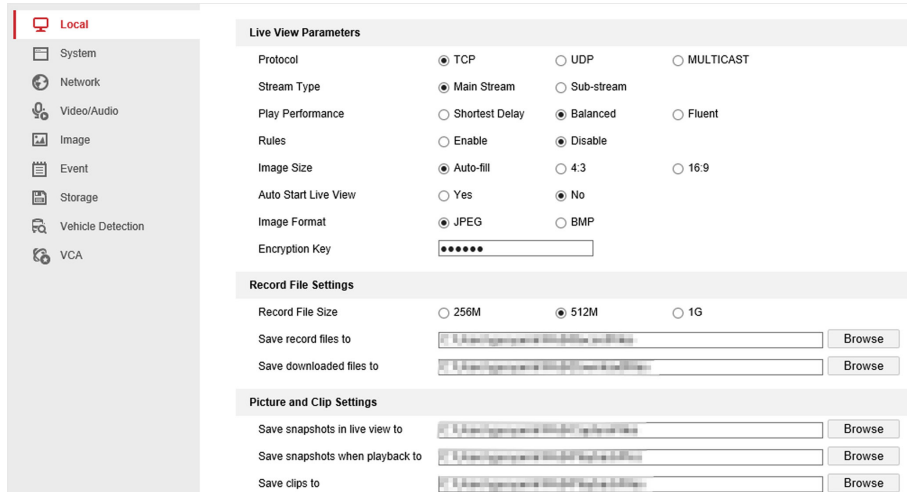 Local
System
Network
Video/Audio
Image
Event
Storage
Vehicle Detection
VCA
Live View Parameters
Protocol TCP UDP MULTICAST
Stream Type Main Stream Sub-stream
Play Performance Shortest Delay Balanced Fluent
Rules Enable Disable
Image Size Auto-fill 4:3 16:9
Auto Start Live View Yes No
Image Format JPEG BMP
Encryption Key ●●●●●●
Record File Settings
Record File Size 256M 512M 1G
Save record files to Browse
Save downloaded files to Browse
Picture and Clip Settings
Save snapshots in live view to Browse
Save snapshots when playback to Browse
Save clips to Browse